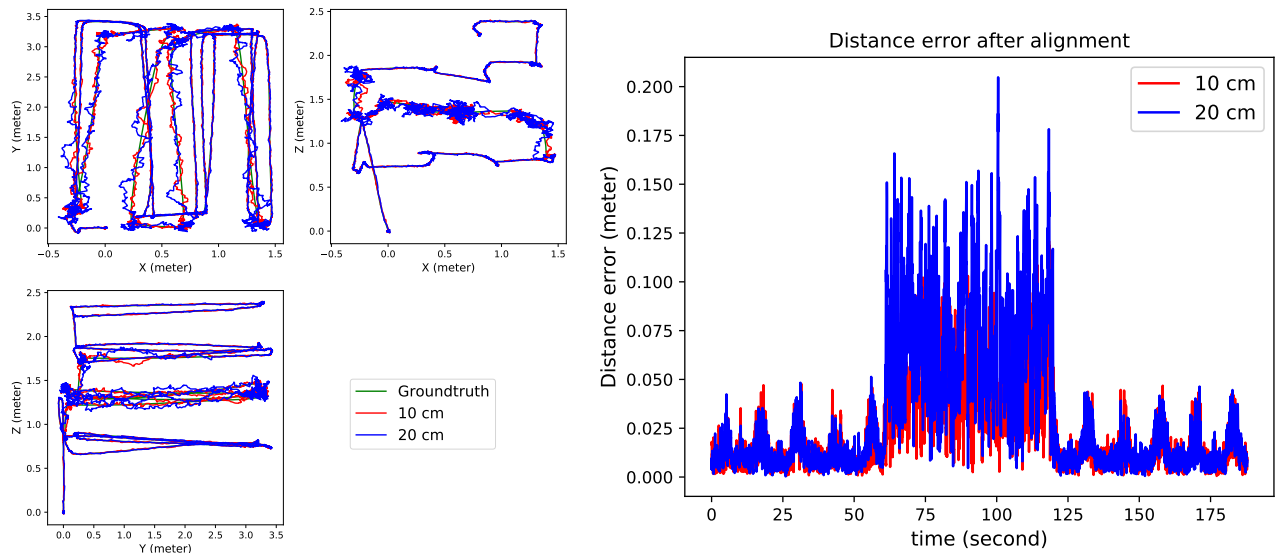 3.5
3.0
2.5
2.0
1.5
1.0
0.5
0.0
Y (meter)
−0.5 0.0 0.5 1.0 1.5
X (meter)
2.5
2.0
1.5
1.0
0.5
0.0
Z (meter)
−0.5 0.0 0.5 1.0 1.5
X (meter)
2.5
2.0
1.5
1.0
0.5
0.0
Z (meter)
0.0 0.5 1.0 1.5 2.0 2.5 3.0 3.5
Y (meter)
Groundtruth
10 cm
20 cm
Distance error after alignment
10 cm
20 cm
0.200
0.175
0.150
0.125
0.100
0.075
0.050
0.025
0.000
Distance error (meter)
0 25 50 75 100 125 150 175
time (second)